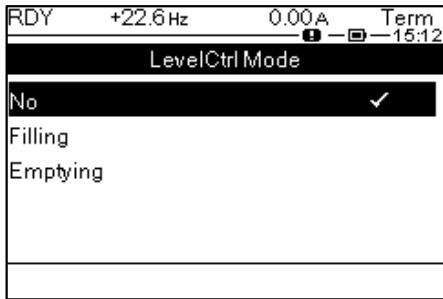 RDY +22.6Hz 0.00A Term
15:12
LevelCtrl Mode
No
Filling
Emptying